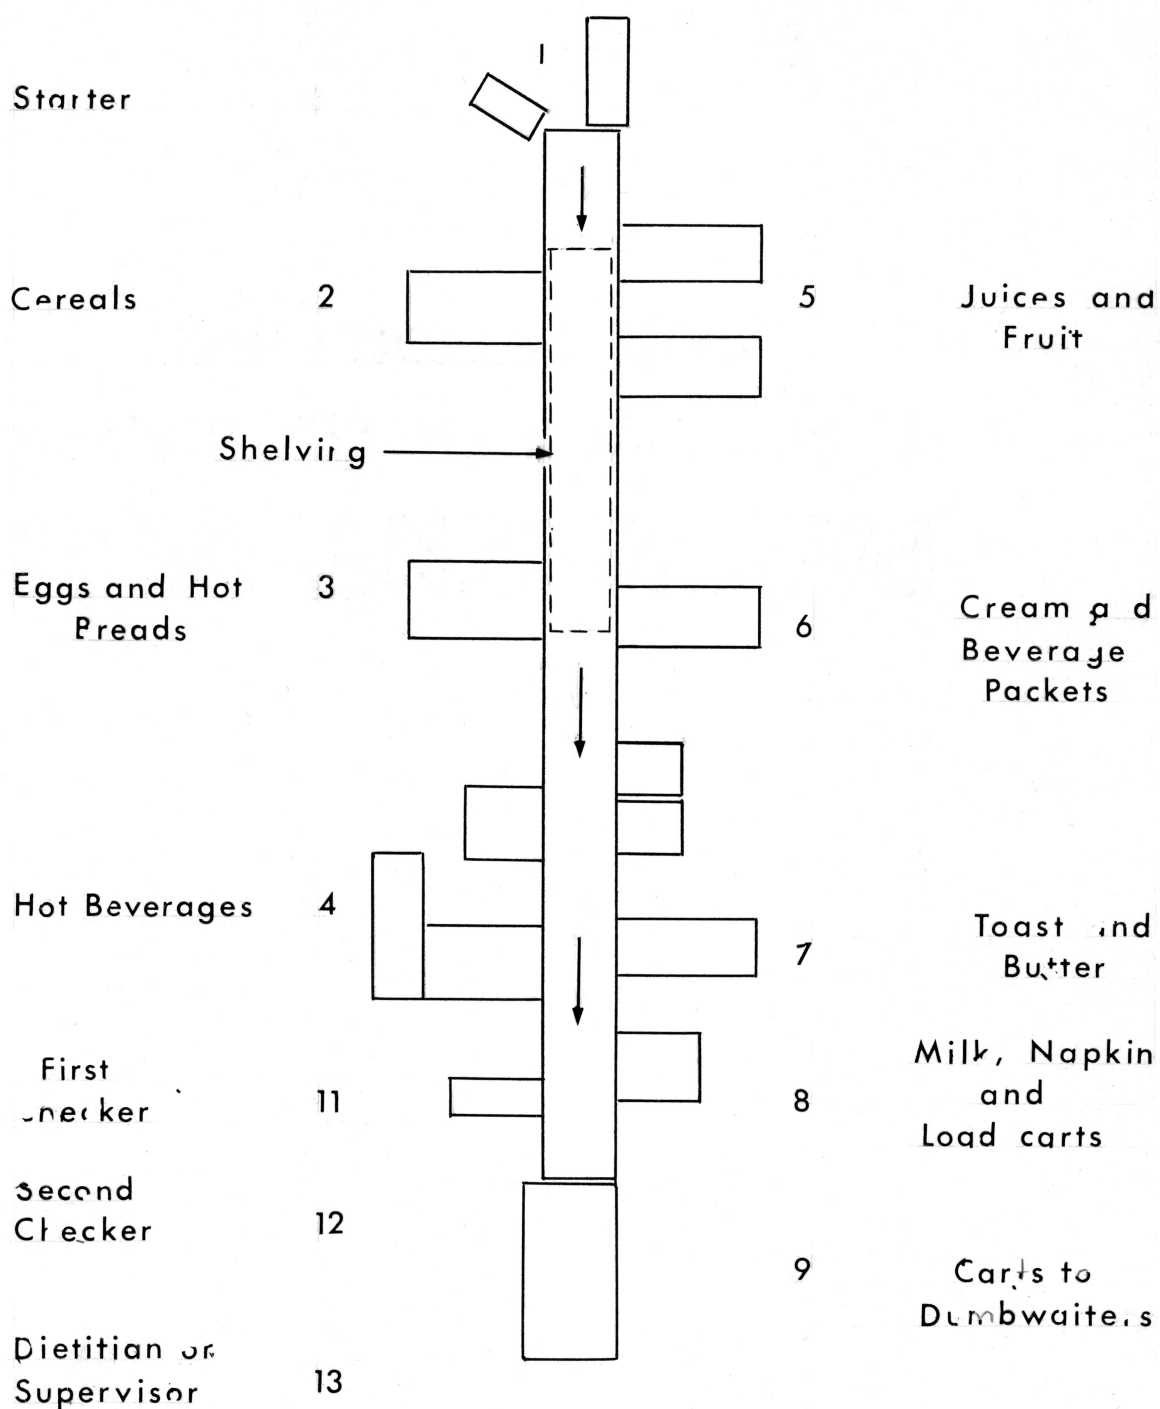 1
Starter
Cereals 2
5 Juices and
Fruit
Shelving
Eggs and Hot 3
Breads
6 Cream and
Beverage
Packets
Hot Beverages 4
7 Toast and
Butter
First
Checker 11
8 Milk, Napkin
and
Load carts
Second
Checker 12
9 Carts to
Dumbwaiters
Dietitian or
Supervisor 13